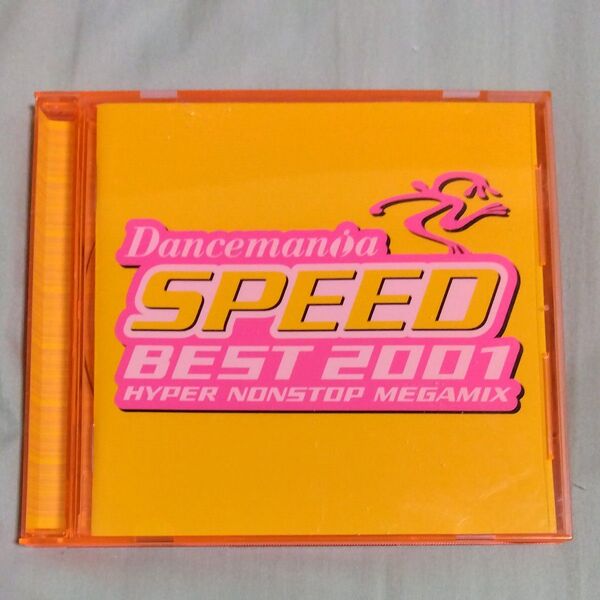 Dancemania
SPEED
BEST 2001
HYPER NONSTOP MEGAMIX